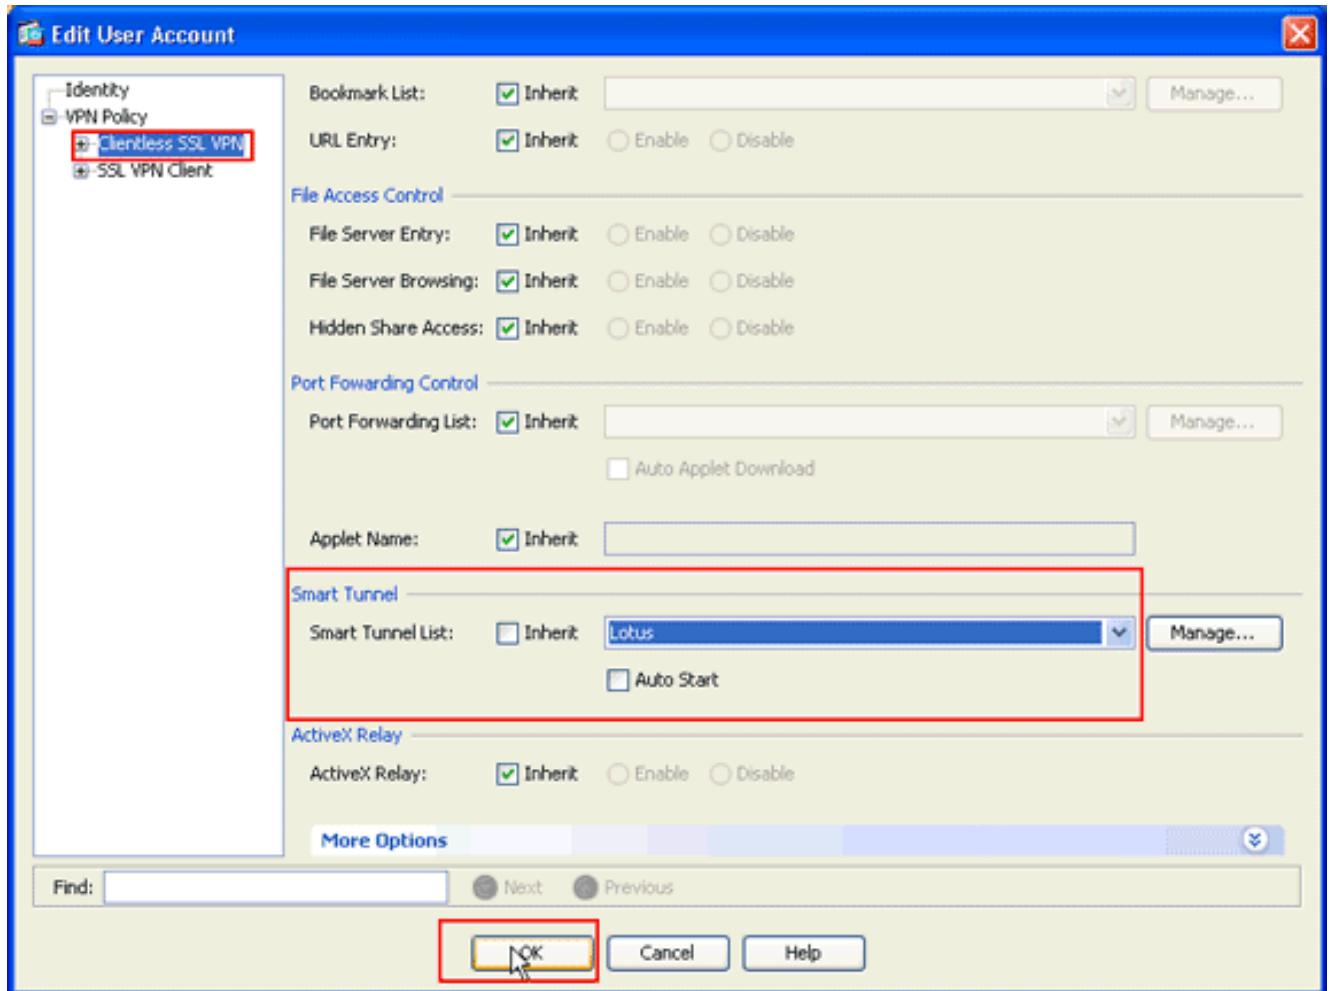 Edit User Account
Identity
VPN Policy
Clientless SSL VPN
SSL VPN Client
Bookmark List: Inherit Manage...
URL Entry: Inherit Enable Disable
File Access Control
File Server Entry: Inherit Enable Disable
File Server Browsing: Inherit Enable Disable
Hidden Share Access: Inherit Enable Disable
Port Fowarding Control
Port Forwarding List: Inherit Manage...
Auto Applet Download
Applet Name: Inherit
Smart Tunnel
Smart Tunnel List: Inherit Lotus Manage...
Auto Start
ActiveX Relay
ActiveX Relay: Inherit Enable Disable
More Options
Find: Next Previous
OK Cancel Help